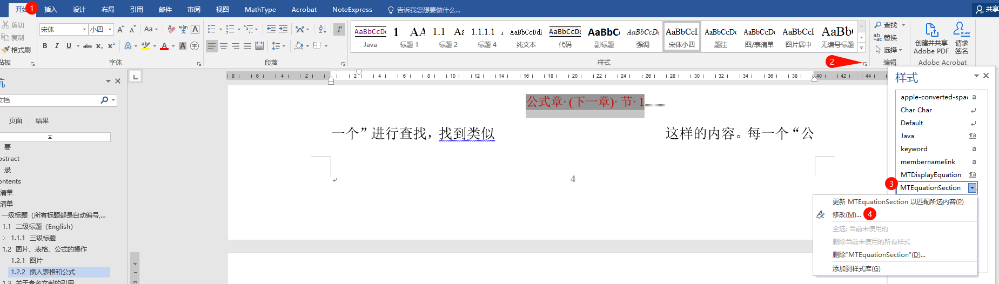 开始 1 插入 设计 布局 引用 邮件 审阅 视图 MathType Acrobat NoteExpress 告诉我您想要做什么... 共享
剪切
复制
格式刷
贴板
宋体 小四 A A Aa wén A
B I U abc x₂ x² A aby A A 字
字体
段落
AaBbCcDc Java
1 AA 标题 1
1.1 Aa 标题 2
1.1.1.1 标题 4
AaBbCcDdE 纯文本
AaBbCcDc 代码
AaBbC 副标题
AaBbCcDc 强调
AaBbCcI 宋体小四
AaBbCcDc 题注
AaBbCcDc 图/表清单
AaBbCcI 图片居中
AaBb 无编号标题
样式
2
查找
替换
选择
编辑
创建并共享
Adobe PDF
请求
签名
Adobe Acrobat
航
文档
页面 结果
要
bstract
录
ontents
清单
清单
一级标题（所有标题都是自动编号,...
1.1 二级标题（English）
1.1.1 三级标题
1.2 图片、表格、公式的操作
1.2.1 图片
1.2.2 插入表格和公式
1.3 关于参考文献的引用
8 6 4 2 2 4 6 8 10 12 14 16 18 20 22 24 26 28 30 32 34 36 38 40 42 44
公式章·(下一章)·节·1
一个”进行查找，找到类似 这样的内容。每一个“公
4
4
3
样式
apple-converted-spac a
Char Char
Default
Java ¶a
keyword a
membernamelink a
MTDisplayEquation ¶a
3 MTEquationSection
更新 MTEquationSection 以匹配所选内容(P)
修改(M)... 4
全选: 当前未使用的
删除当前未使用的所有样式
删除“MTEquationSection”(D)...
添加到样式库(G)